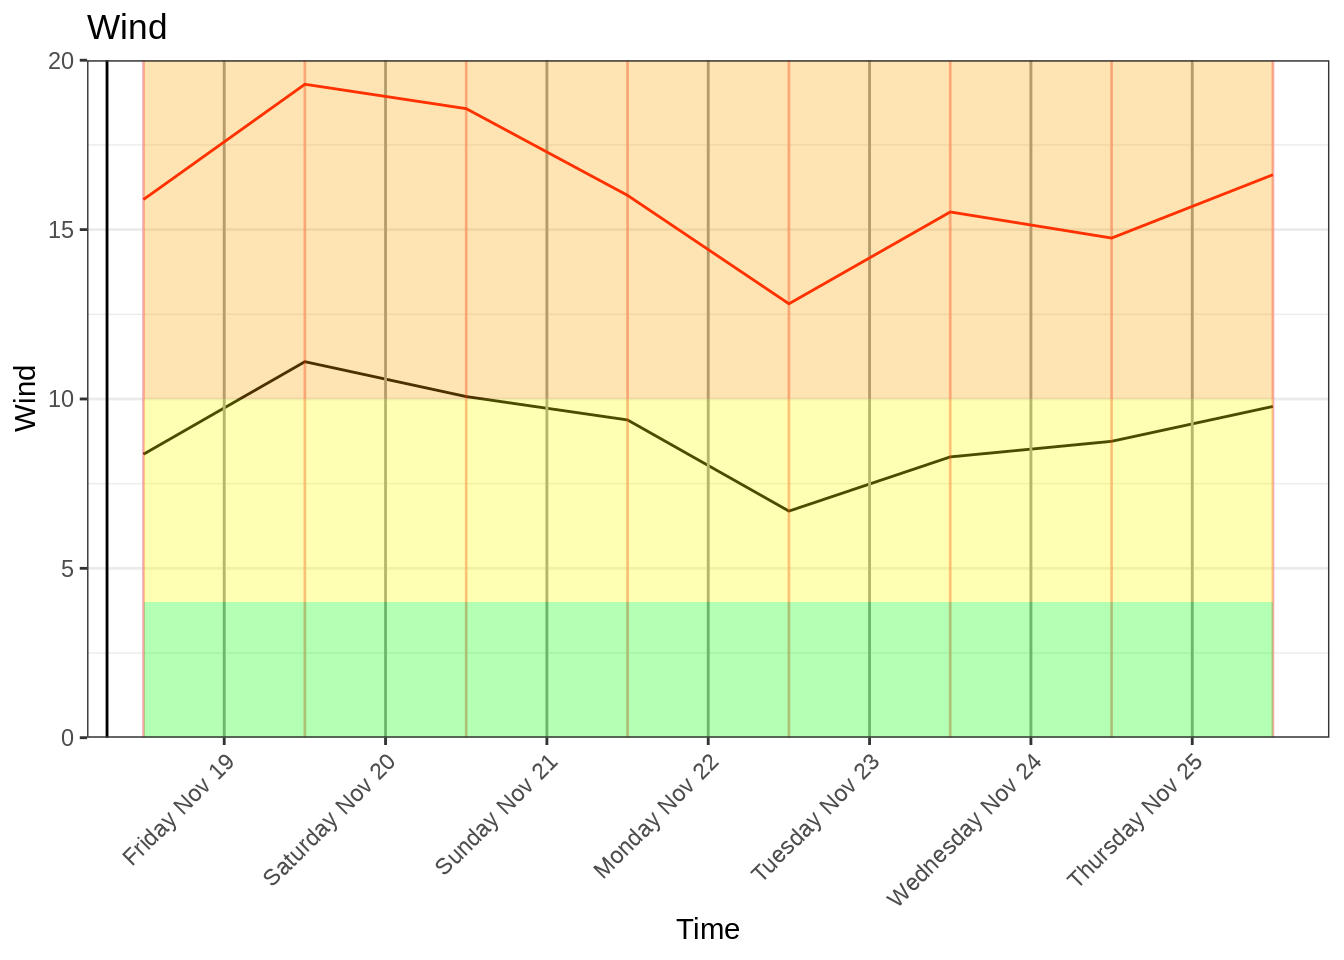 Wind
20
15
10
5
0
Wind
Friday Nov 19
Saturday Nov 20
Sunday Nov 21
Monday Nov 22
Tuesday Nov 23
Wednesday Nov 24
Thursday Nov 25
Time